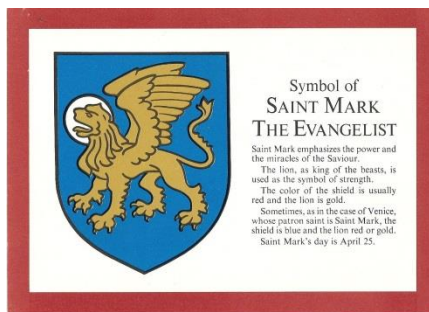 Symbol of
SAINT MARK
THE EVANGELIST
Saint Mark emphasizes the power and
the miracles of the Saviour.
The lion, as king of the beasts, is
used as the symbol of strength.
The color of the shield is usually
red and the lion is gold.
Sometimes, as in the case of Venice,
whose patron saint is Saint Mark, the
shield is blue and the lion red or gold.
Saint Mark's day is April 25.